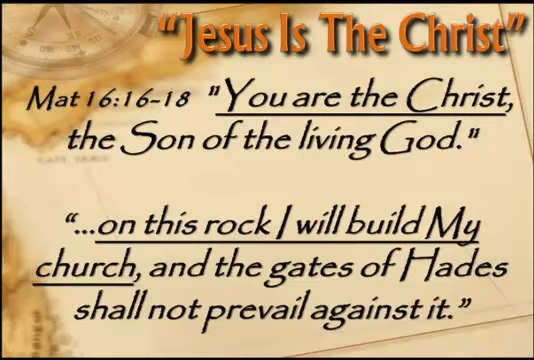 “Jesus Is The Christ”
Mat 16:16-18 "You are the Christ,
the Son of the living God."
“...on this rock I will build My
church, and the gates of Hades
shall not prevail against it.”